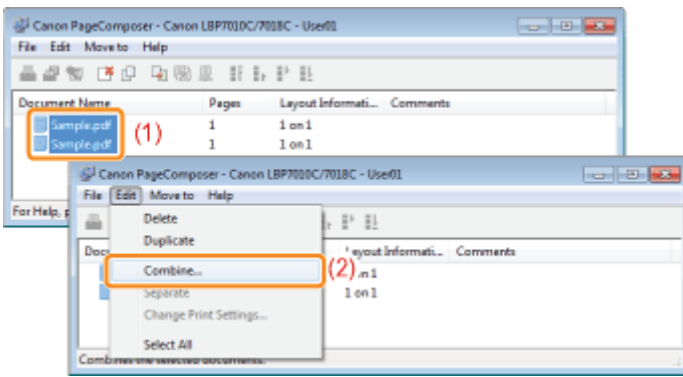 Canon PageComposer - Canon LBP7010C/7018C - User01
File Edit Move to Help
Document Name Pages Layout Informati... Comments
Sample.pdf 1 1 on 1
Sample.pdf 1 1 on 1
(1)
For Help, p
Canon PageComposer - Canon LBP7010C/7018C - User01
File Edit Move to Help
Delete
Duplicate
Docu ayout Informati... Comments
Combine... (2) on 1
Separate 1 on 1
Change Print Settings...
Select All
Combines the selected documents.